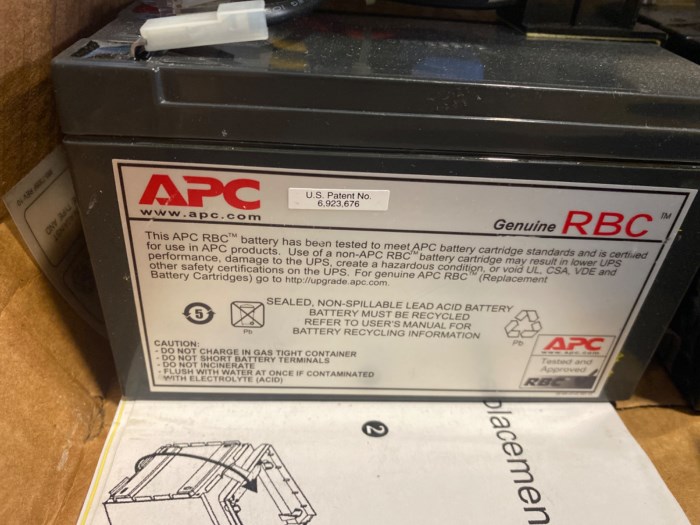 APC
www.apc.com
U.S. Patent No.
6,923,676
Genuine RBC™
This APC RBC™ battery has been tested to meet APC battery cartridge standards and is certified
for use in APC products. Use of a non-APC RBC™ battery cartridge may result in lower UPS
performance, damage to the UPS, create a hazardous condition, or void UL, CSA, VDE and
other safety certifications on the UPS. For genuine APC RBC™ (Replacement
Battery Cartridges) go to http://upgrade.apc.com.
5
Pb
SEALED, NON-SPILLABLE LEAD ACID BATTERY
BATTERY MUST BE RECYCLED
REFER TO USER'S MANUAL FOR
BATTERY RECYCLING INFORMATION
Pb
CAUTION:
- DO NOT CHARGE IN GAS TIGHT CONTAINER
- DO NOT SHORT BATTERY TERMINALS
- DO NOT INCINERATE
- FLUSH WITH WATER AT ONCE IF CONTAMINATED
WITH ELECTROLYTE (ACID)
APC
www.apc.com
Tested and
Approved
RBC
2
placemen